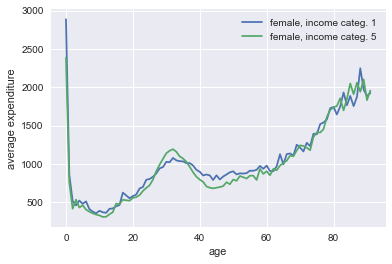 3000
2500
2000
1500
1000
500
0
20
40
60
80
average expenditure
age
female, income categ. 1
female, income categ. 5